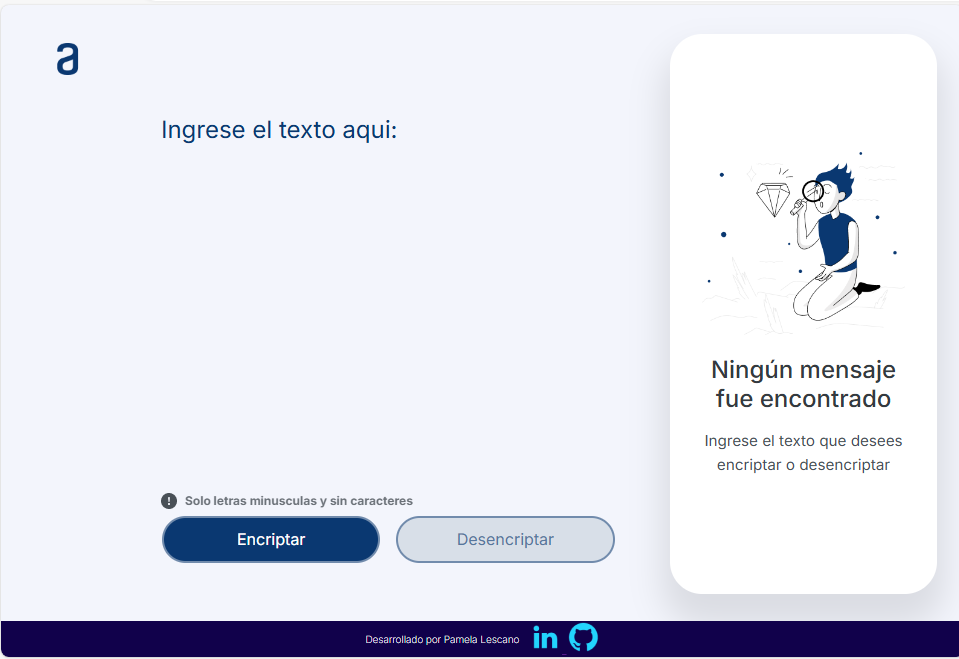 a
Ingrese el texto aqui:
Ningún mensaje
fue encontrado
Ingrese el texto que desees
encriptar o desencriptar
Solo letras minusculas y sin caracteres
Encriptar
Desencriptar
Desarrollado por Pamela Lescano
in